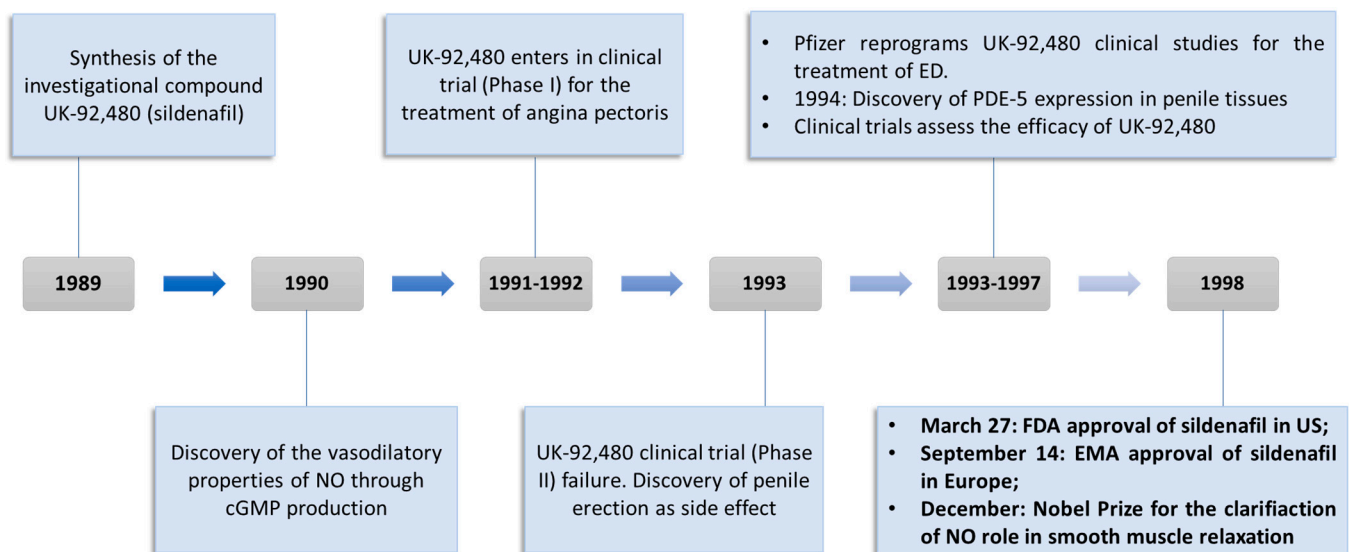 Synthesis of the
investigational compound
UK-92,480 (sildenafil)
UK-92,480 enters in clinical
trial (Phase I) for the
treatment of angina pectoris
• Pfizer reprograms UK-92,480 clinical studies for the
treatment of ED.
• 1994: Discovery of PDE-5 expression in penile tissues
• Clinical trials assess the efficacy of UK-92,480
1989
1990
1991-1992
1993
1993-1997
1998
Discovery of the vasodilatory
properties of NO through
cGMP production
UK-92,480 clinical trial (Phase
II) failure. Discovery of penile
erection as side effect
• March 27: FDA approval of sildenafil in US;
• September 14: EMA approval of sildenafil
in Europe;
• December: Nobel Prize for the clarifiaction
of NO role in smooth muscle relaxation